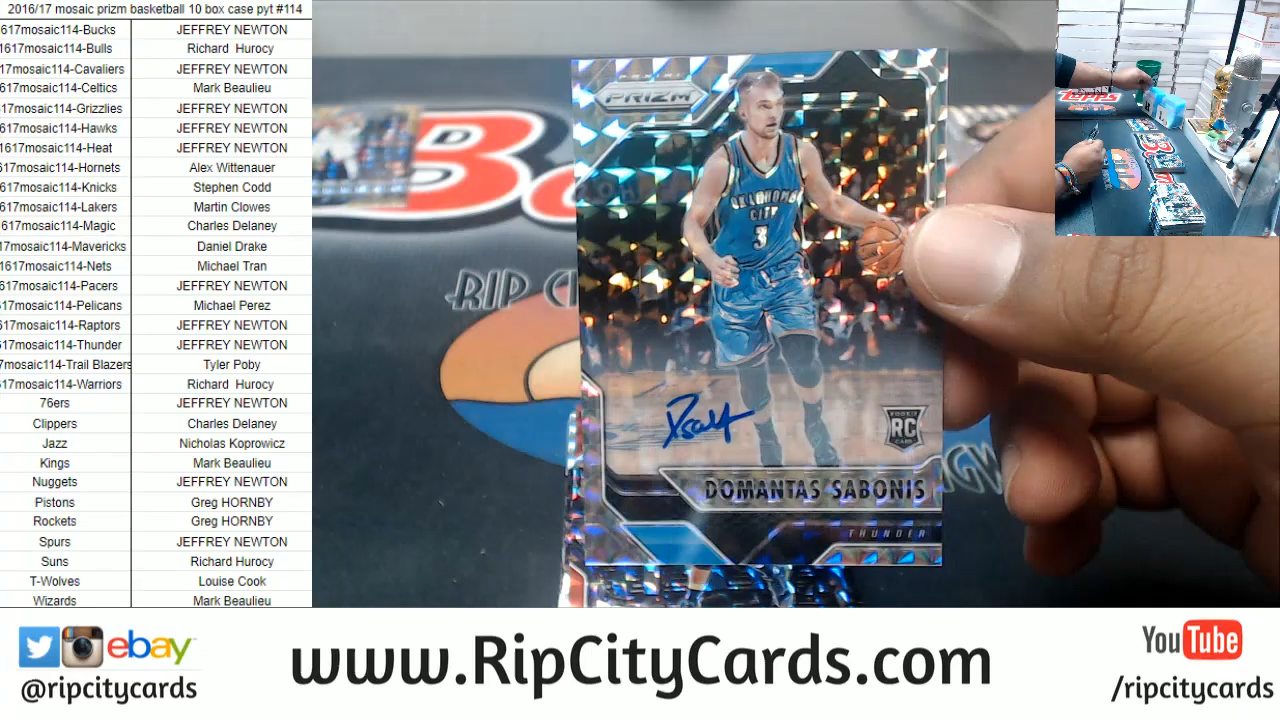 2016/17 mosaic prizm basketball 10 box case pyt #114
617mosaic114-Bucks JEFFREY NEWTON
1617mosaic114-Bulls Richard Hurocy
17mosaic114-Cavaliers JEFFREY NEWTON
617mosaic114-Celtics Mark Beaulieu
617mosaic114-Grizzlies JEFFREY NEWTON
617mosaic114-Hawks JEFFREY NEWTON
1617mosaic114-Heat JEFFREY NEWTON
617mosaic114-Hornets Alex Wittenauer
617mosaic114-Knicks Stephen Codd
617mosaic114-Lakers Martin Clowes
617mosaic114-Magic Charles Delaney
17mosaic114-Mavericks Daniel Drake
1617mosaic114-Nets Michael Tran
617mosaic114-Pacers JEFFREY NEWTON
617mosaic114-Pelicans Michael Perez
617mosaic114-Raptors JEFFREY NEWTON
617mosaic114-Thunder JEFFREY NEWTON
7mosaic114-Trail Blazers Tyler Poby
617mosaic114-Warriors Richard Hurocy
76ers JEFFREY NEWTON
Clippers Charles Delaney
Jazz Nicholas Koprowicz
Kings Mark Beaulieu
Nuggets JEFFREY NEWTON
Pistons Greg HORNBY
Rockets Greg HORNBY
Spurs JEFFREY NEWTON
Suns Richard Hurocy
T-Wolves Louise Cook
Wizards Mark Beaulieu
PANINI
PRIZM
OKLAHOMA
CITY
3
ROOKIE
RC
CARD
DOMANTAS SABONIS
THUNDER
RIP
Topps
ebay
@ripcitycards
www.RipCityCards.com
YouTube
/ripcitycards